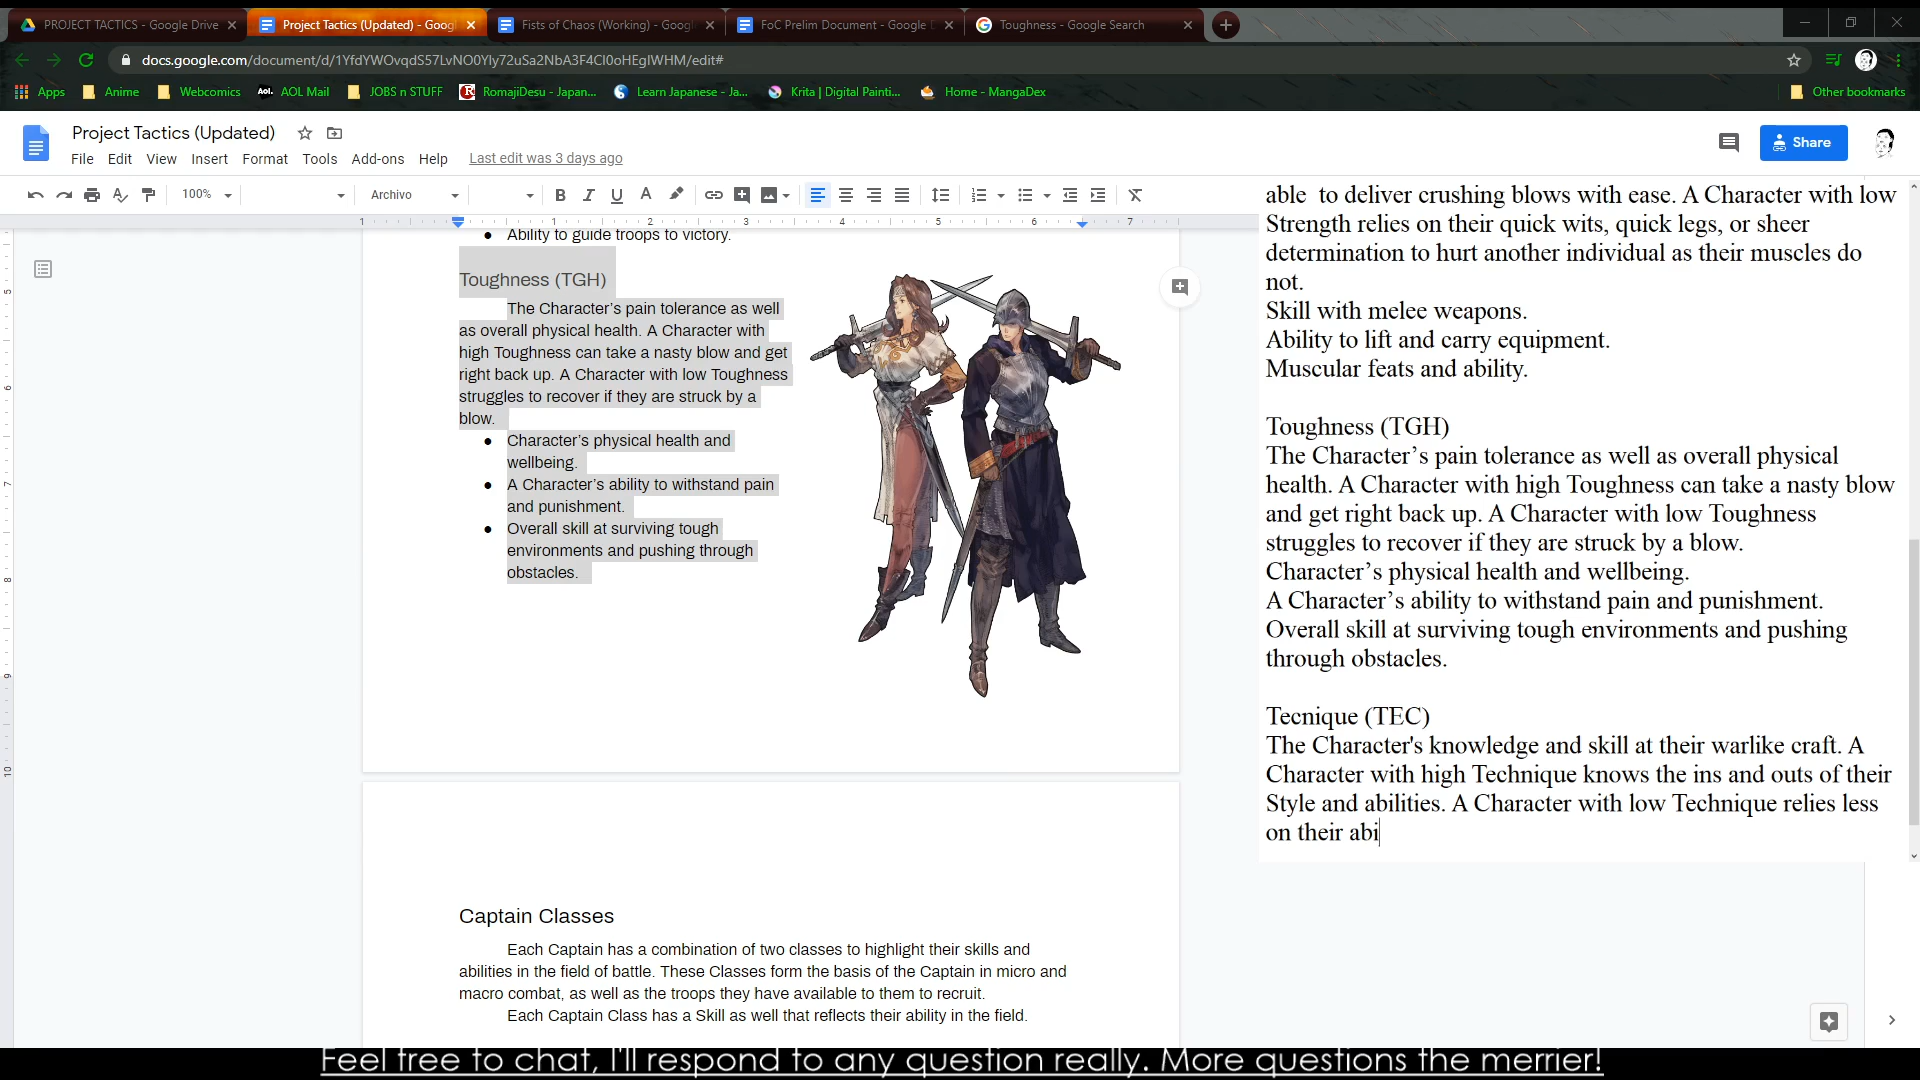 PROJECT TACTICS - Google Drive
Project Tactics (Updated) - Goog
Fists of Chaos (Working) - Googl
FoC Prelim Document - Google D
Toughness - Google Search
docs.google.com/document/d/1YfdYWOvqdS57LvNO0Yly72uSa2NbA3F4CI0oHEgIWHM/edit#
Apps
Anime
Webcomics
Aol.
AOL Mail
JOBS n STUFF
RomajiDesu - Japan...
Learn Japanese - Ja...
Krita | Digital Painti...
Home - MangaDex
Other bookmarks
Project Tactics (Updated)
File
Edit
View
Insert
Format
Tools
Add-ons
Help
Last edit was 3 days ago
Share
100%
Archivo
1 1 2 3 4 5 6 7
5
6
7
8
9
10
Ability to guide troops to victory.
Toughness (TGH)
The Character’s pain tolerance as well
as overall physical health. A Character with
high Toughness can take a nasty blow and get
right back up. A Character with low Toughness
struggles to recover if they are struck by a
blow.
Character’s physical health and
wellbeing.
A Character’s ability to withstand pain
and punishment.
Overall skill at surviving tough
environments and pushing through
obstacles.
Captain Classes
Each Captain has a combination of two classes to highlight their skills and
abilities in the field of battle. These Classes form the basis of the Captain in micro and
macro combat, as well as the troops they have available to them to recruit.
Each Captain Class has a Skill as well that reflects their ability in the field.
able  to deliver crushing blows with ease. A Character with low
Strength relies on their quick wits, quick legs, or sheer
determination to hurt another individual as their muscles do
not.
Skill with melee weapons.
Ability to lift and carry equipment.
Muscular feats and ability.
Toughness (TGH)
The Character’s pain tolerance as well as overall physical
health. A Character with high Toughness can take a nasty blow
and get right back up. A Character with low Toughness
struggles to recover if they are struck by a blow.
Character’s physical health and wellbeing.
A Character’s ability to withstand pain and punishment.
Overall skill at surviving tough environments and pushing
through obstacles.
Tecnique (TEC)
The Character's knowledge and skill at their warlike craft. A
Character with high Technique knows the ins and outs of their
Style and abilities. A Character with low Technique relies less
on their abi
Feel free to chat, I'll respond to any question really. More questions the merrier!